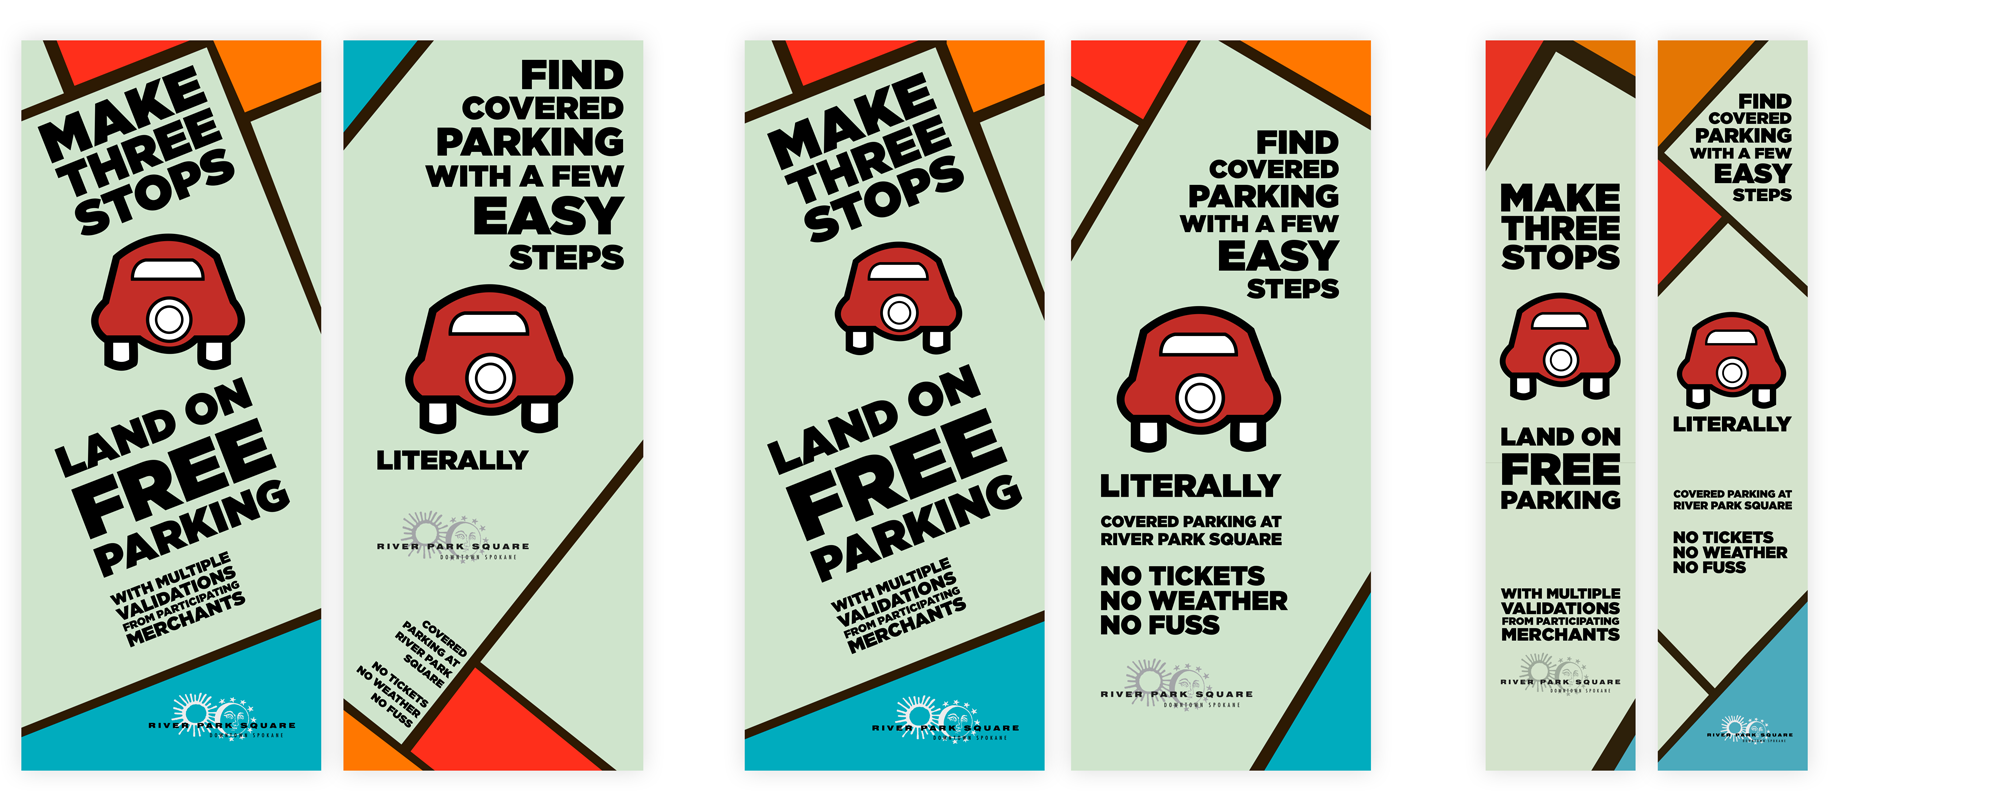 MAKE
THREE
STOPS
LAND ON
FREE
PARKING
WITH MULTIPLE
VALIDATIONS
FROM PARTICIPATING
MERCHANTS
RIVER PARK SQUARE
DOWNTOWN SPOKANE
FIND
COVERED
PARKING
WITH A FEW
EASY
STEPS
LITERALLY
RIVER PARK SQUARE
DOWNTOWN SPOKANE
COVERED
PARKING AT
RIVER PARK
SQUARE
NO TICKETS
NO WEATHER
NO FUSS
MAKE
THREE
STOPS
LAND ON
FREE
PARKING
WITH MULTIPLE
VALIDATIONS
FROM PARTICIPATING
MERCHANTS
RIVER PARK SQUARE
DOWNTOWN SPOKANE
FIND
COVERED
PARKING
WITH A FEW
EASY
STEPS
LITERALLY
COVERED PARKING AT
RIVER PARK SQUARE
NO TICKETS
NO WEATHER
NO FUSS
RIVER PARK SQUARE
DOWNTOWN SPOKANE
MAKE
THREE
STOPS
LAND ON
FREE
PARKING
WITH MULTIPLE
VALIDATIONS
FROM PARTICIPATING
MERCHANTS
RIVER PARK SQUARE
DOWNTOWN SPOKANE
FIND
COVERED
PARKING
WITH A FEW
EASY
STEPS
LITERALLY
COVERED PARKING AT
RIVER PARK SQUARE
NO TICKETS
NO WEATHER
NO FUSS
RIVER PARK SQUARE
DOWNTOWN SPOKANE